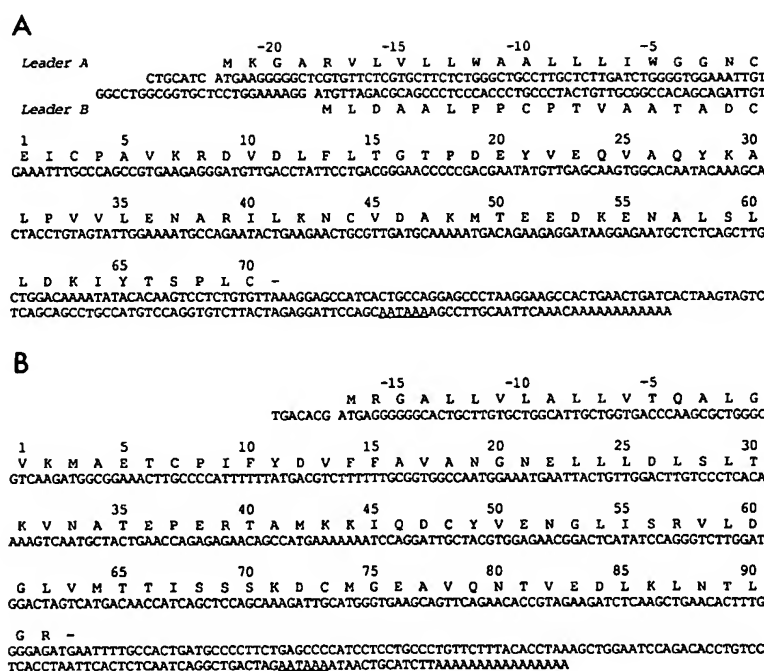 A
-20 -15 -10 -5
Leader A M K G A R V L V L L W A A L L L I W G G N C
CTGCATC ATGAAGGGGGCTCGTGTTCTCGTGCTTCTCTGGGCTGCCTTGCTCTTGATCTGGGGTGGAAATTGT
GGCCTGGCGGTGCTCCTGGAAAAGG ATGTTAGACGCAGCCCTCCCACCCTGCCCTACTGTTGCGGCCACAGCAGATTGT
Leader B M L D A A L P P C P T V A A T A D C
1 5 10 15 20 25 30
E I C P A V K R D V D L F L T G T P D E Y V E Q V A Q Y K A
GAAATTTGCCCAGCCGTGAAGAGGGATGTTGACCTATTCCTGACGGGAACCCCCGACGAATATGTTGAGCAAGTGGCACAATACAAAGCA
35 40 45 50 55 60
L P V V L E N A R I L K N C V D A K M T E E D K E N A L S L
CTACCTGTAGTATTGGAAAATGCCAGAATACTGAAGAACTGCGTTGATGCAAAAATGACAGAAGAGGATAAGGAGAATGCTCTCAGCTTG
65 70
L D K I Y T S P L C -
CTGGACAAAATATACACAAGTCCTCTGTGTTAAAGGAGCCATCACTGCCAGGAGCCCTAAGGAAGCCACTGAACTGATCACTAAGTAGTC
TCAGCAGCCTGCCATGTCCAGGTGTCTTACTAGAGGATTCCAGCAATAAAAGCCTTGCAATTCAAACAAAAAAAAAAAA
B
-15 -10 -5
M R G A L L V L A L L V T Q A L G
TGACACG ATGAGGGGGGCACTGCTTGTGCTGGCATTGCTGGTGACCCAAGCGCTGGGC
1 5 10 15 20 25 30
V K M A E T C P I F Y D V F F A V A N G N E L L L D L S L T
GTCAAGATGGCGGAAACTTGCCCCATTTTTTATGACGTCTTTTTTGCGGTGGCCAATGGAAATGAATTACTGTTGGACTTGTCCCTCACA
35 40 45 50 55 60
K V N A T E P E R T A M K K I Q D C Y V E N G L I S R V L D
AAAGTCAATGCTACTGAACCAGAGAGAACAGCCATGAAAAAAATCCAGGATTGCTACGTGGAGAACGGACTCATATCCAGGGTCTTGGAT
65 70 75 80 85 90
G L V M T T I S S S K D C M G E A V Q N T V E D L K L N T L
GGACTAGTCATGACAACCATCAGCTCCAGCAAAGATTGCATGGGTGAAGCAGTTCAGAACACCGTAGAAGATCTCAAGCTGAACACTTTG
G R -
GGGAGATGAATTTTGCCACTGATGCCCCTTCTGAGCCCCATCCTCCTGCCCTGTTCTTTACACCTAAAGCTGGAATCCAGACACCTGTCC
TCACCTAATTCACTCTCAATCAGGCTGACTAGAATAAAATAACTGCATCTTAAAAAAAAAAAAAAAA